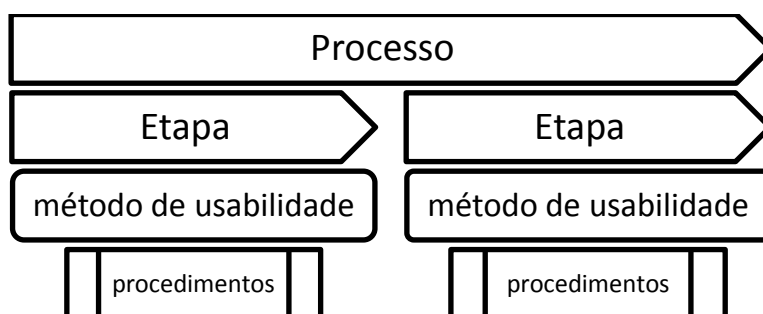 Processo
Etapa Etapa
método de usabilidade método de usabilidade
procedimentos procedimentos